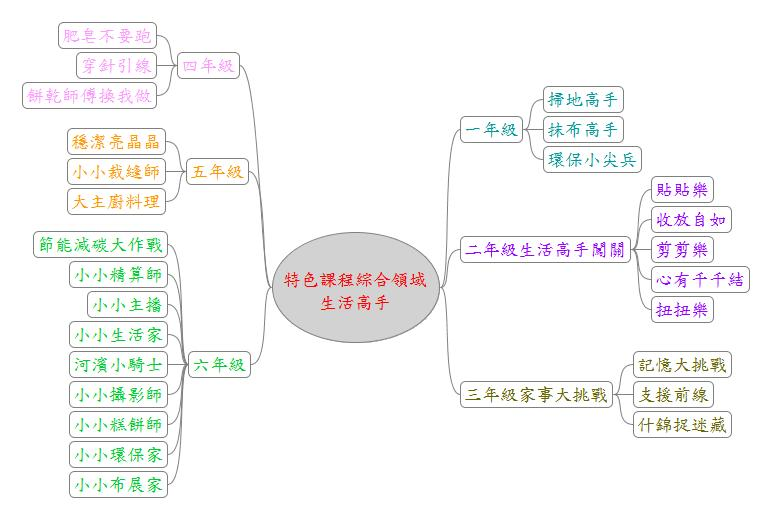 特色課程綜合領域
生活高手
一年級
掃地高手
抹布高手
環保小尖兵
二年級生活高手闖關
貼貼樂
收放自如
剪剪樂
心有千千結
扭扭樂
三年級家事大挑戰
記憶大挑戰
支援前線
什錦捉迷藏
四年級
肥皂不要跑
穿針引線
餅乾師傅換我做
五年級
穩潔亮晶晶
小小裁縫師
大主廚料理
六年級
節能減碳大作戰
小小精算師
小小主播
小小生活家
河濱小騎士
小小攝影師
小小糕餅師
小小環保家
小小布展家